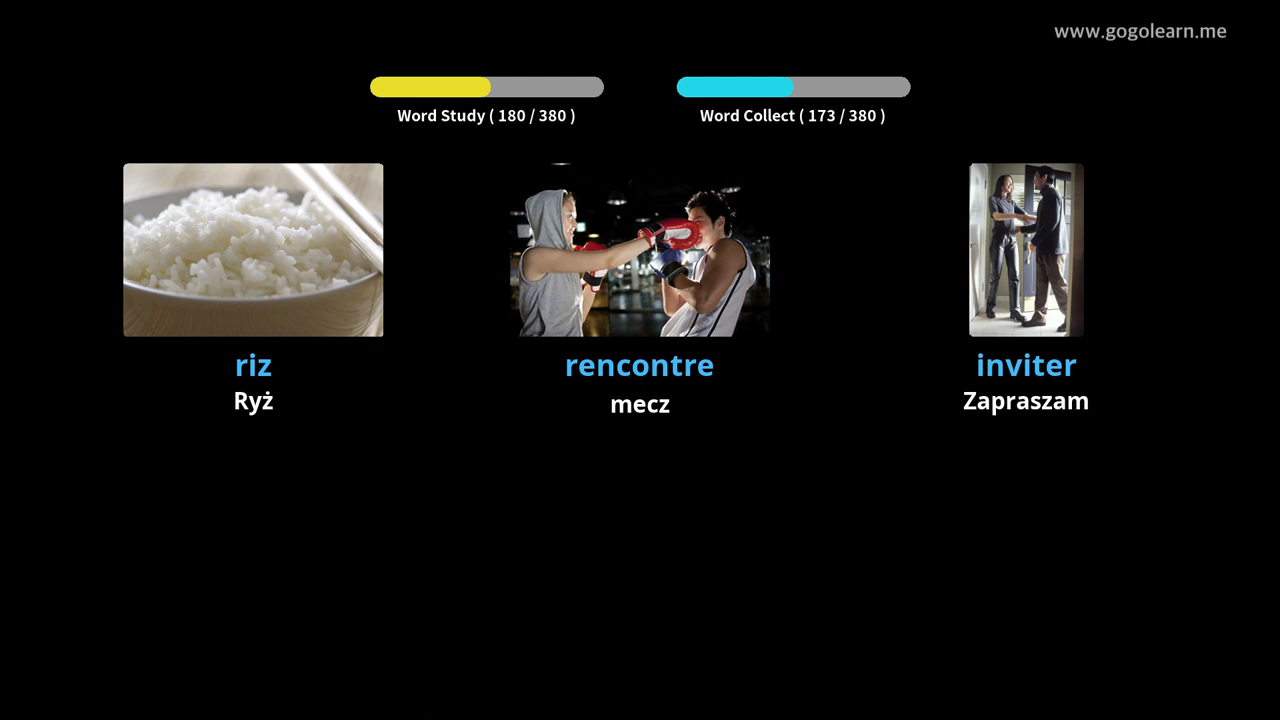 www.gogolearn.me
Word Study ( 180 / 380 )
Word Collect ( 173 / 380 )
riz
Ryż
rencontre
mecz
inviter
Zapraszam